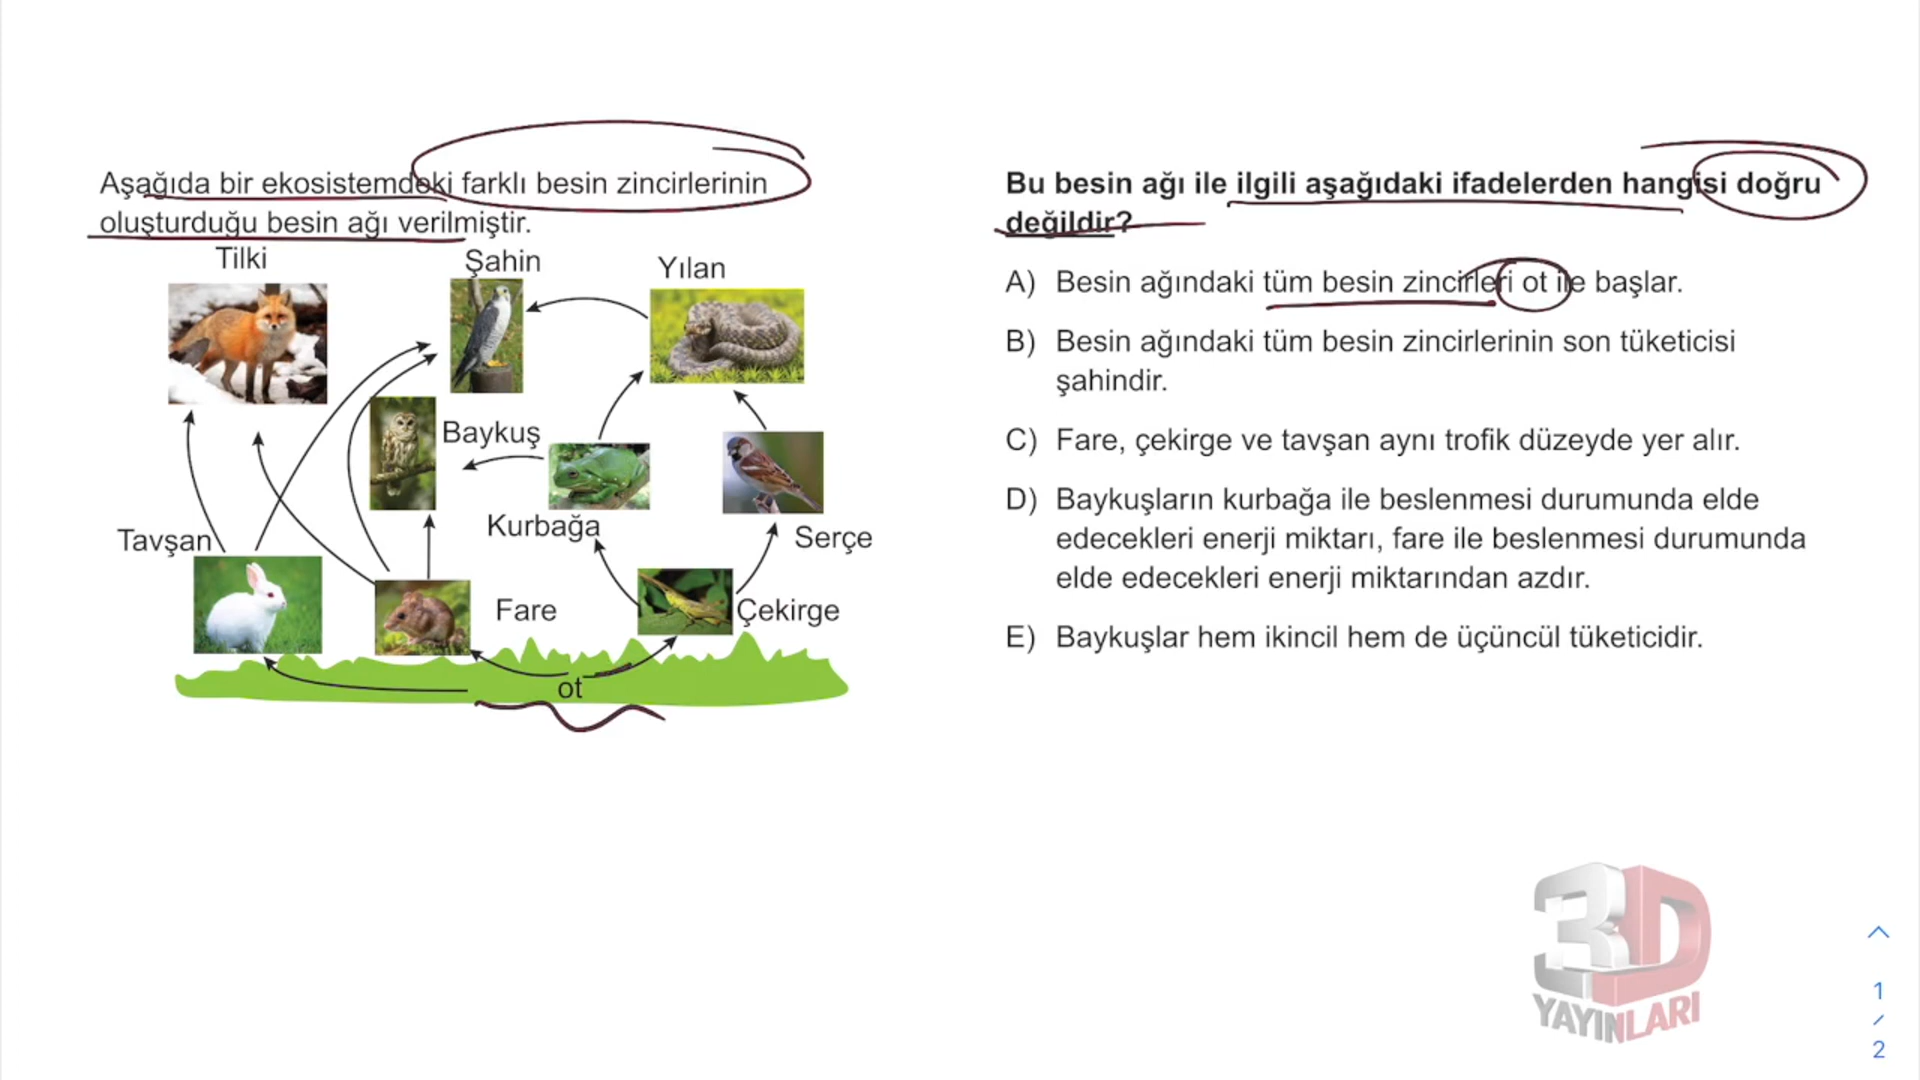 Aşağıda bir ekosistemdeki farklı besin zincirlerinin
oluşturduğu besin ağı verilmiştir.
Tilki
Şahin
Yılan
Baykuş
Kurbağa
Serçe
Tavşan
Fare
Çekirge
ot
Bu besin ağı ile ilgili aşağıdaki ifadelerden hangisi doğru
değildir?
A) Besin ağındaki tüm besin zincirleri ot ile başlar.
B) Besin ağındaki tüm besin zincirlerinin son tüketicisi
şahindir.
C) Fare, çekirge ve tavşan aynı trofik düzeyde yer alır.
D) Baykuşların kurbağa ile beslenmesi durumunda elde
edecekleri enerji miktarı, fare ile beslenmesi durumunda
elde edecekleri enerji miktarından azdır.
E) Baykuşlar hem ikincil hem de üçüncül tüketicidir.
3D
YAYINLARI
1
/
2